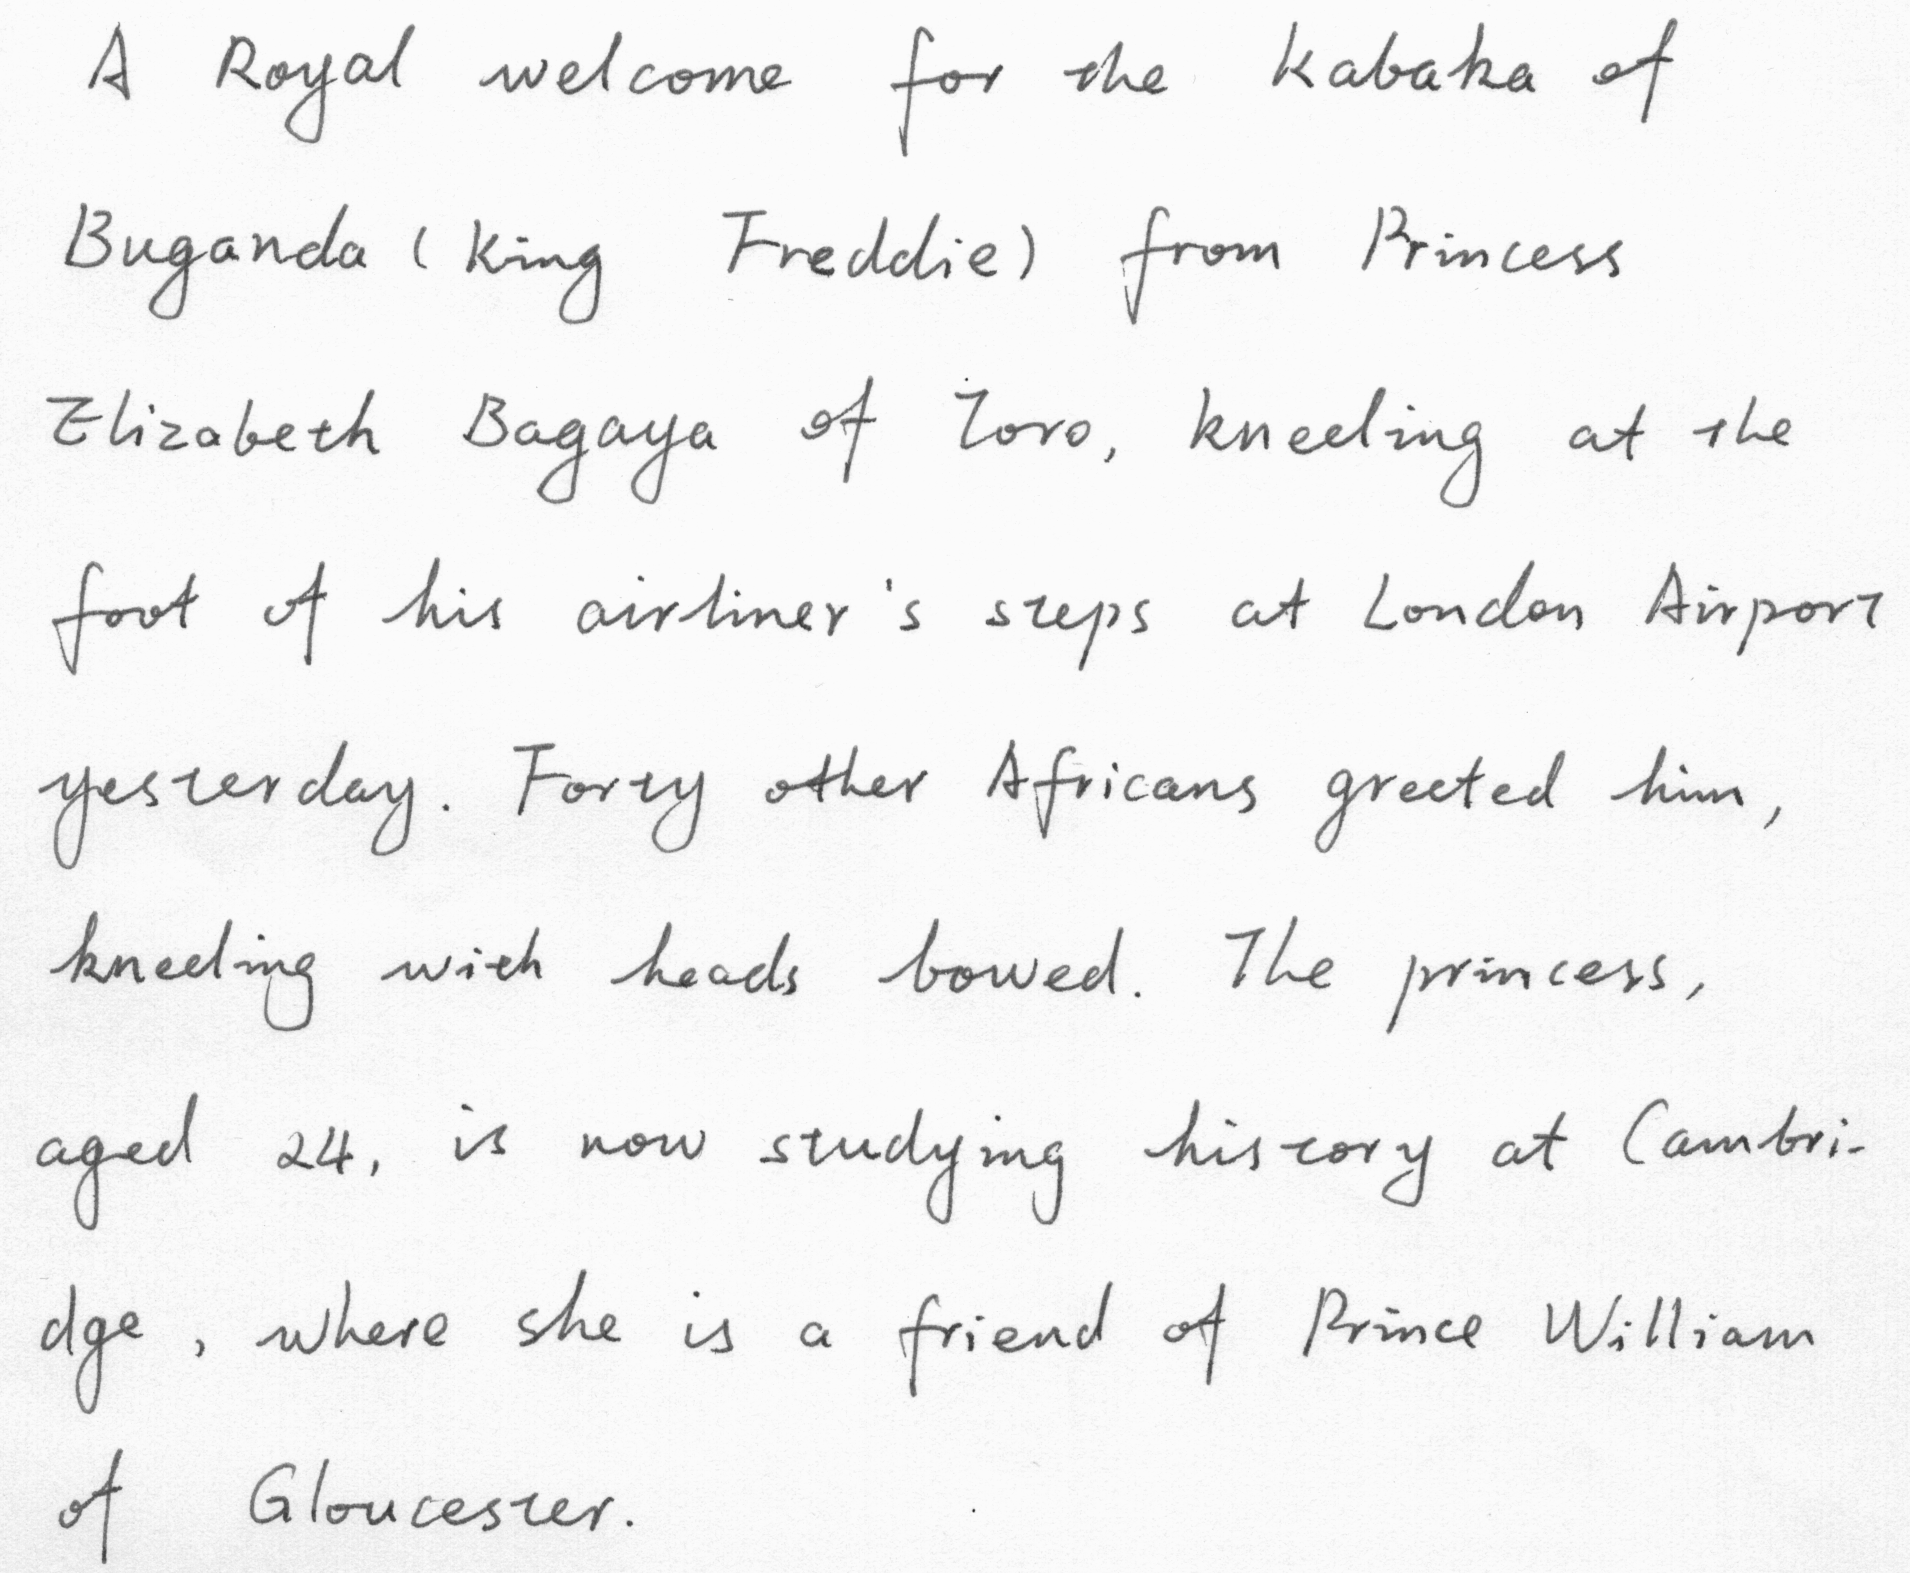 A Royal welcome for the Kabaka of
Buganda (King Freddie) from Princess
Elizabeth Bagaya of Toro, kneeling at the
foot of his airliner's steps at London Airport
yesterday. Forty other Africans greeted him,
kneeling with heads bowed. The princess,
aged 24, is now studying history at Cambri-
dge, where she is a friend of Prince William
of Gloucester.